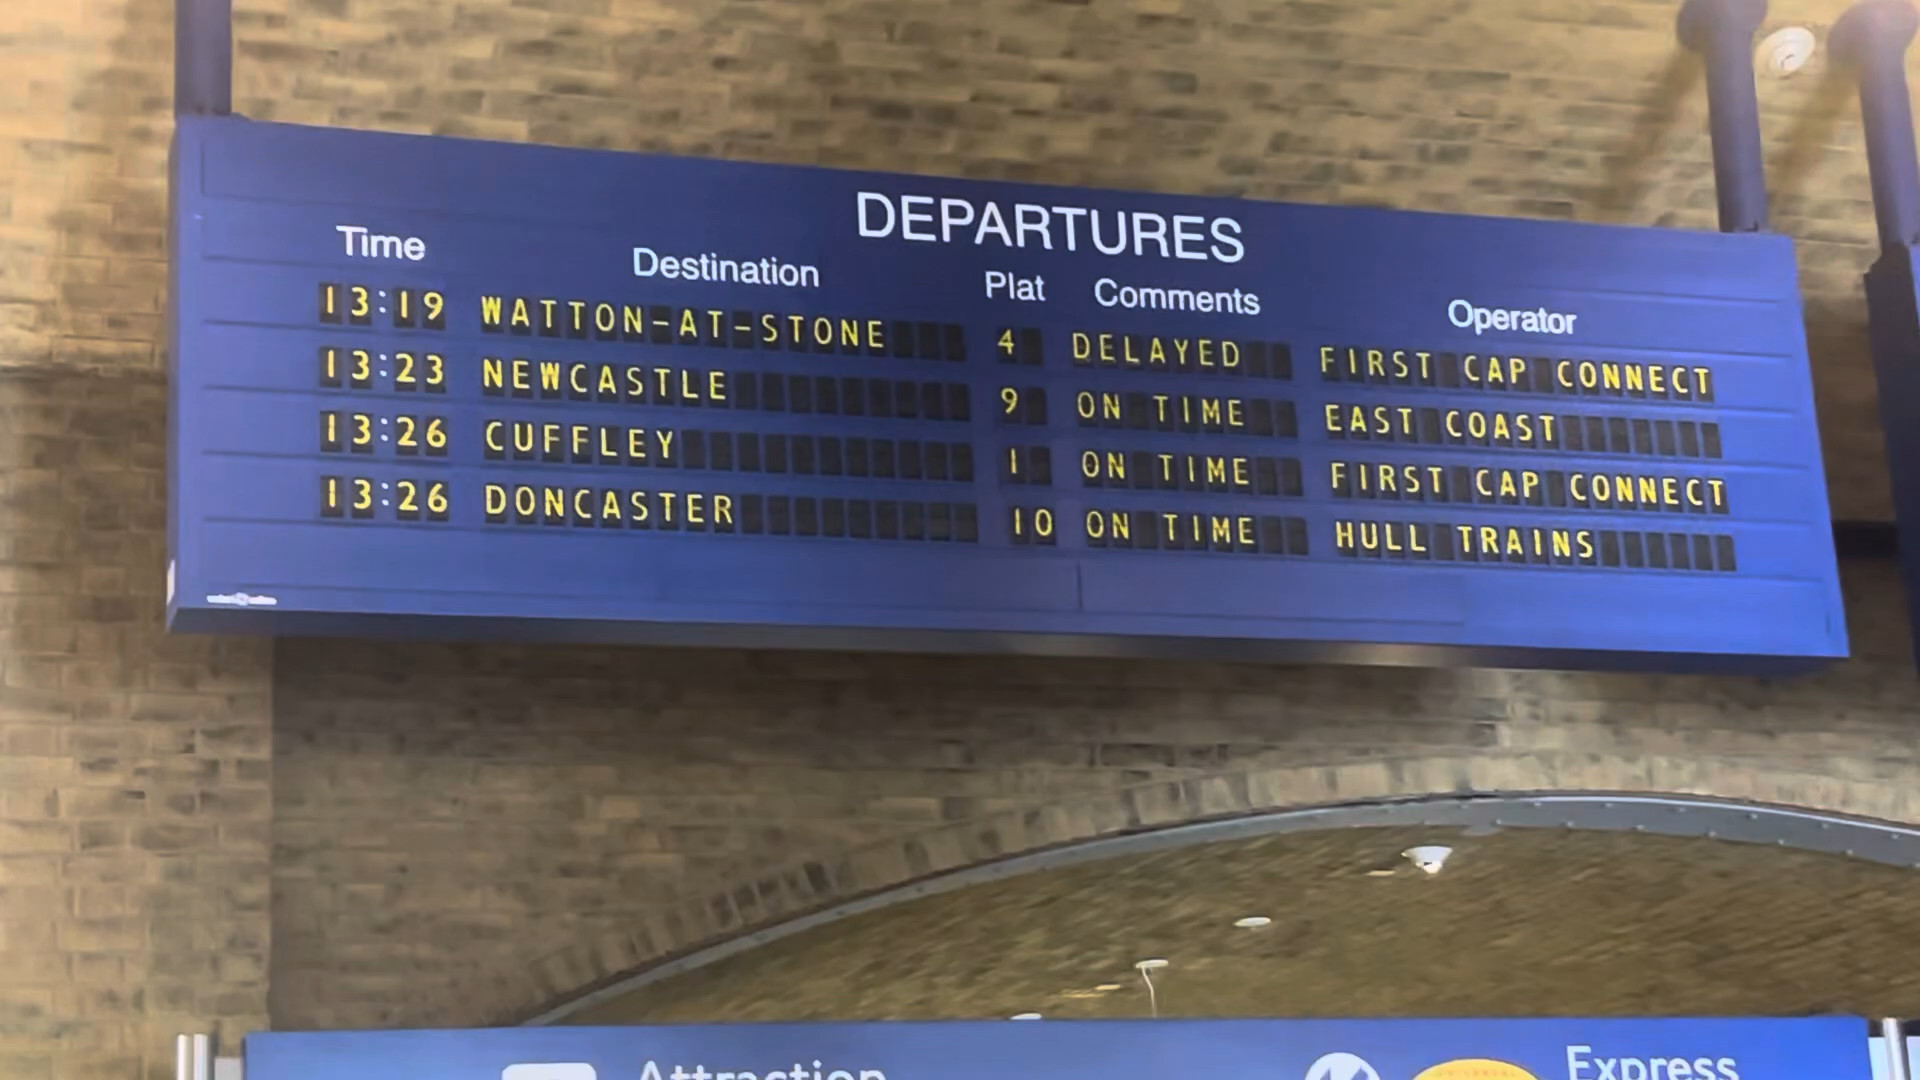 DEPARTURES
Time Destination Plat Comments Operator
13:19 WATTON-AT-STONE 4 DELAYED FIRST CAP CONNECT
13:23 NEWCASTLE 9 ON TIME EAST COAST
13:26 CUFFLEY 1 ON TIME FIRST CAP CONNECT
13:26 DONCASTER 10 ON TIME HULL TRAINS
Attraction Express